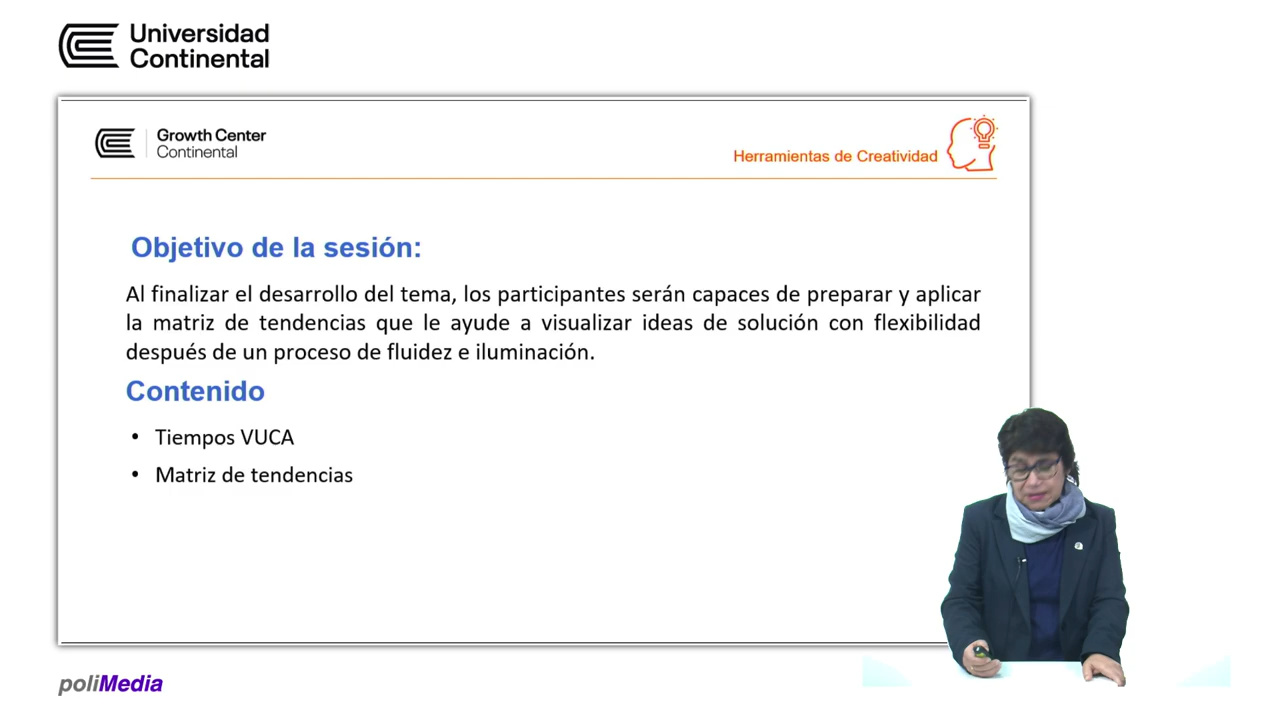 Universidad
Continental
Growth Center
Continental
Herramientas de Creatividad
Objetivo de la sesión:
Al finalizar el desarrollo del tema, los participantes serán capaces de preparar y aplicar
la matriz de tendencias que le ayude a visualizar ideas de solución con flexibilidad
después de un proceso de fluidez e iluminación.
Contenido
• Tiempos VUCA
• Matriz de tendencias
poliMedia